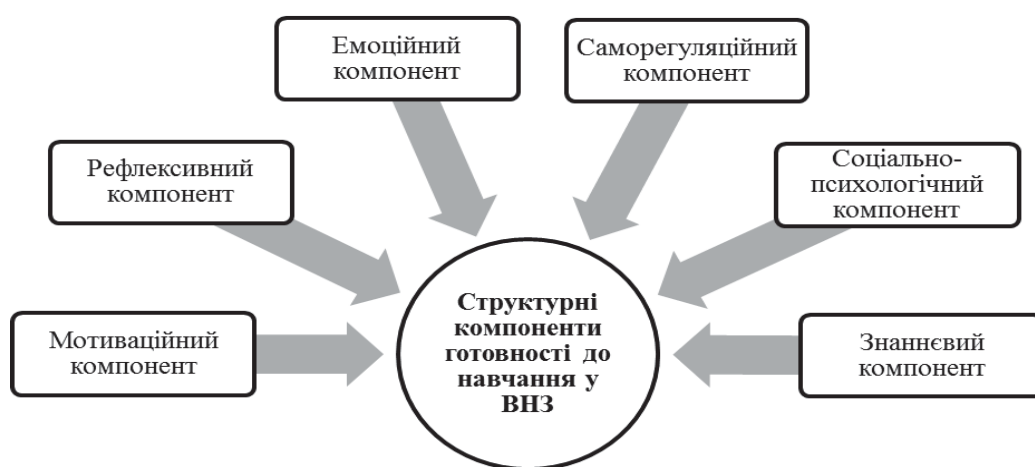 Емоційний
компонент
Саморегуляційний
компонент
Рефлексивний
компонент
Соціально-
психологічний
компонент
Мотиваційний
компонент
Структурні
компоненти
готовності до
навчання у
ВНЗ
Знаннєвий
компонент